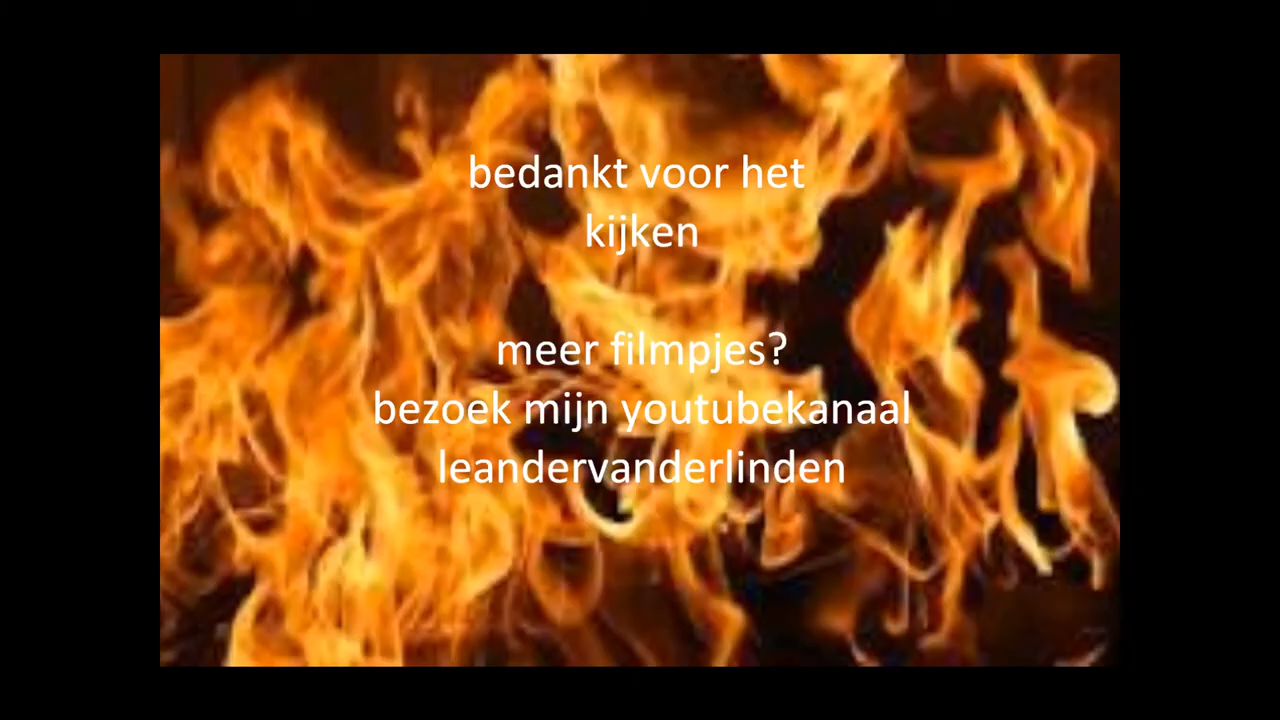 bedankt voor het
kijken
meer filmpjes?
bezoek mijn youtubekanaal
leandervanderlinden